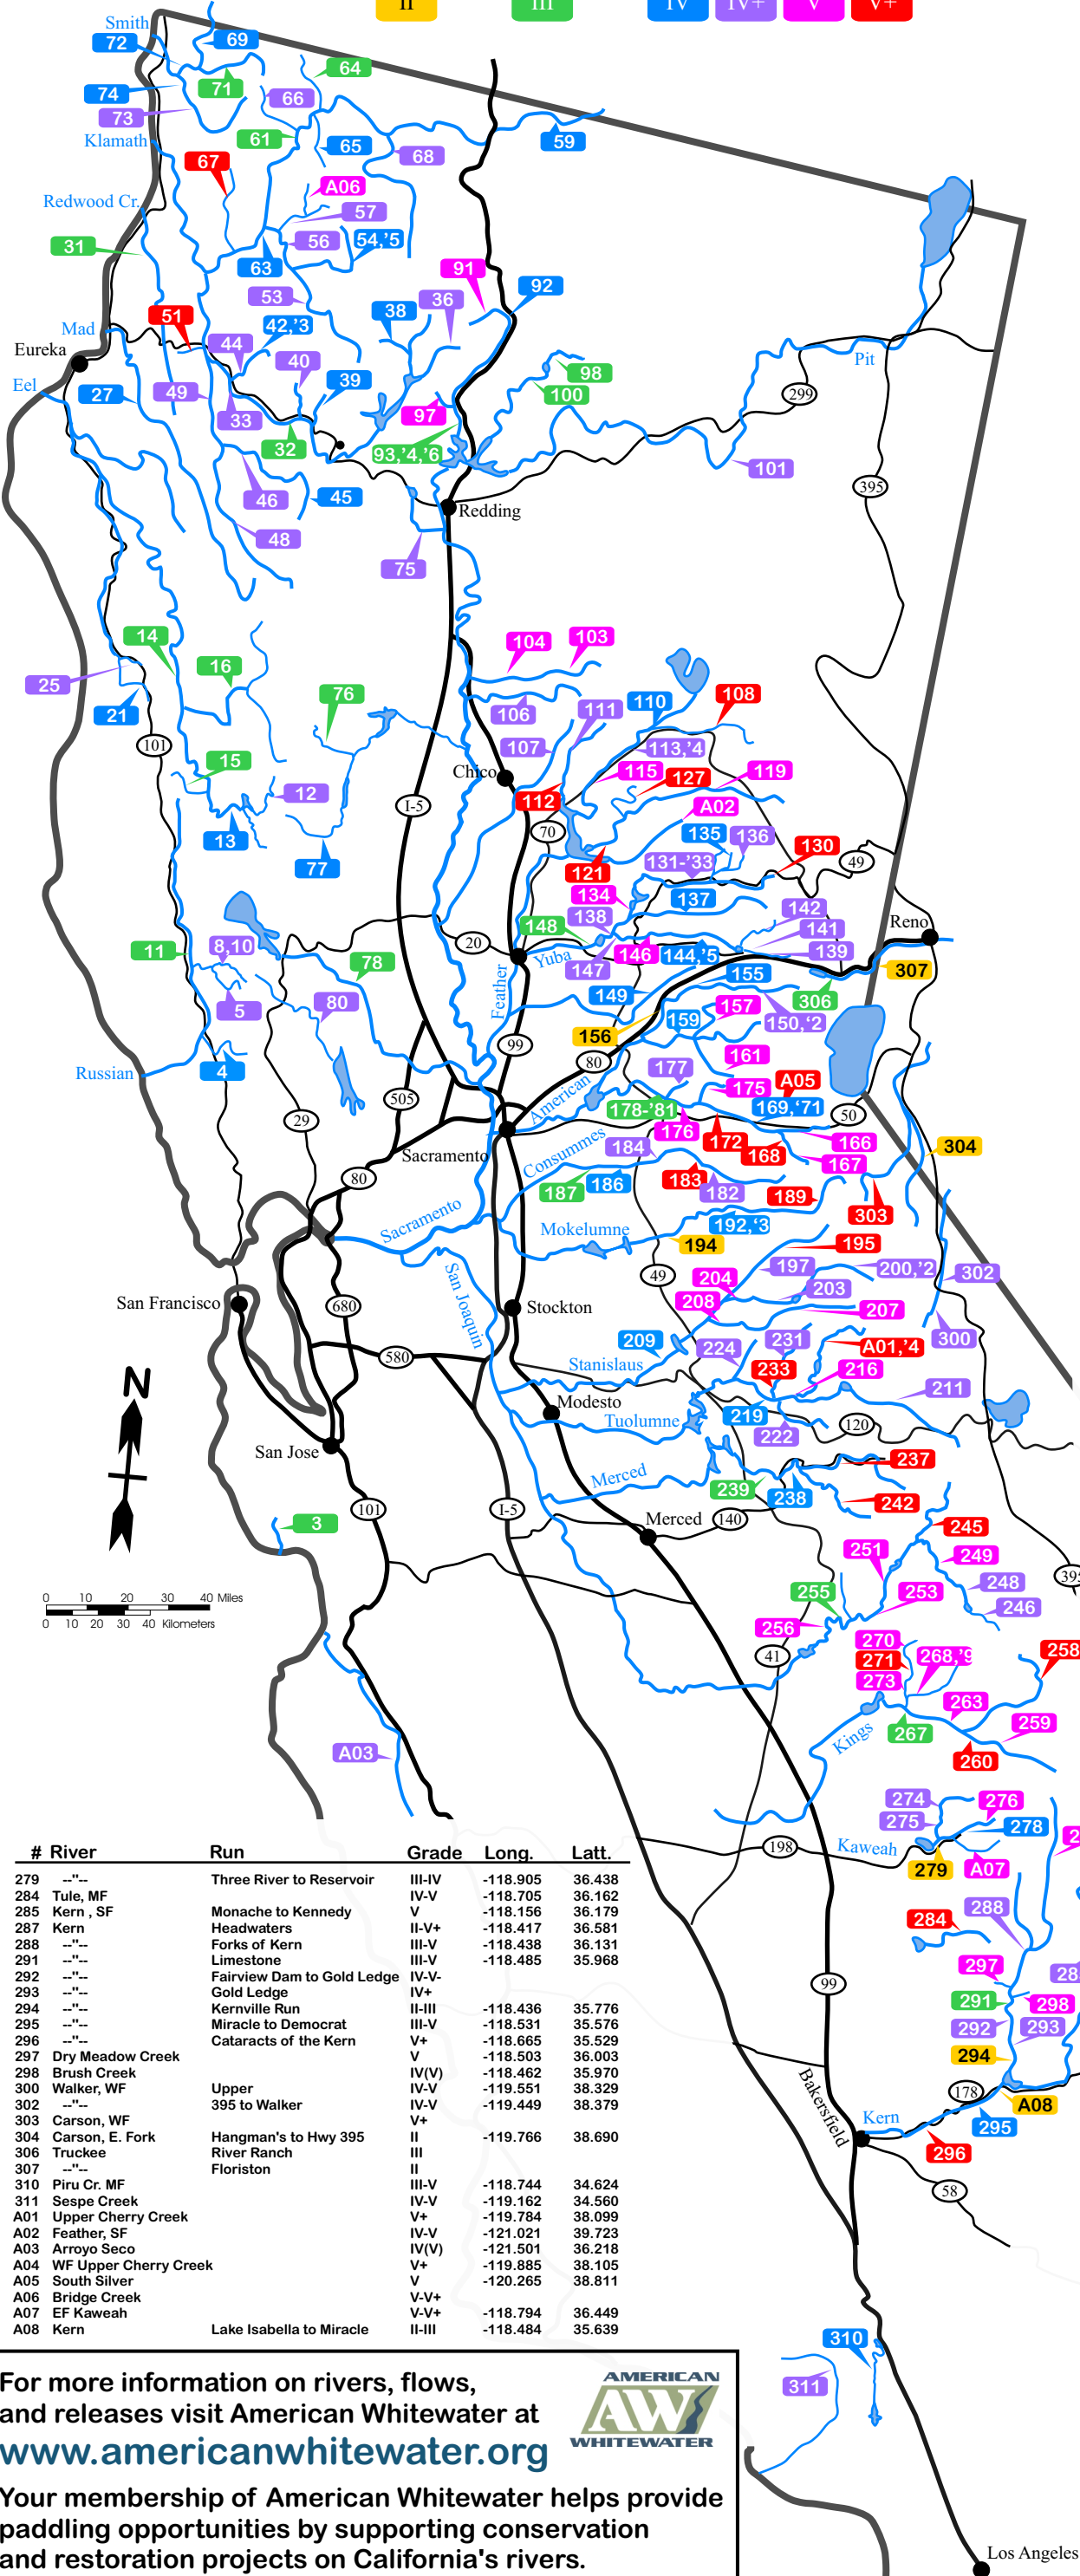 II III IV IV+ V V+
Smith
72 69
64
71
74 66
73
Klamath 61 65 59
68
67
A06
Redwood Cr.
57
31 56 54,'5
63
91
92
53 36
38
51 42,'3
Mad
44
Eureka
40
Pit
98
Eel 39
27 49 100 299
97
33
32 93,'4,'6
101
395
46 45
Redding
48
75
14 104 103
16
25 76
108
21 106 111 110
101
107 113,'4
15 Chico 115 127 119
12 112 I-5 A02
70
13 135 136
130 49
77 131-'33
121
134 137
138 142
148 141
Reno
11 8,10 20 Yuba 146 144,'5 139
78 147 307
155
5 80 Feather 149 306
157
159 150,'2
156
99
161
Russian 4 80 177
175 A05
505 American 178-'81 169,'71
29 50
176 172 166
Sacramento 184 168 304
Consummes 167
80 183
187 186 182 189
303
Sacramento Mokelumne 192,'3
194 195
49 197 200,'2 302
San Joaquin 204 203
San Francisco 680 Stockton 208 207
209 231 300
224 A01,'4
580 Stanislaus 233 216
N 211
Modesto
Tuolumne 219
222 120
San Jose
237
Merced
239 238
101 I-5 242
3 Merced 140
245
251 249
395
255 248
253 246
0 10 20 30 40 Miles
0 10 20 30 40 Kilometers
256
270 268,'9 258
41 271
273
263
267 259
Kings
A03 260
274 276
275 278
198 Kaweah
279 A07
288
284
297
99
291 298
292 293
294
Bakersfield 178 A08
Kern 295
296
58
# River Run Grade Long. Latt.
279 --"-- Three River to Reservoir III-IV -118.905 36.438
284 Tule, MF IV-V -118.705 36.162
285 Kern , SF Monache to Kennedy V -118.156 36.179
287 Kern Headwaters II-V+ -118.417 36.581
288 --"-- Forks of Kern III-V -118.438 36.131
291 --"-- Limestone III-V -118.485 35.968
292 --"-- Fairview Dam to Gold Ledge IV-V-
293 --"-- Gold Ledge IV+
294 --"-- Kernville Run II-III -118.436 35.776
295 --"-- Miracle to Democrat III-V -118.531 35.576
296 --"-- Cataracts of the Kern V+ -118.665 35.529
297 Dry Meadow Creek V -118.503 36.003
298 Brush Creek IV(V) -118.462 35.970
300 Walker, WF Upper IV-V -119.551 38.329
302 --"-- 395 to Walker IV-V -119.449 38.379
303 Carson, WF V+
304 Carson, E. Fork Hangman's to Hwy 395 II -119.766 38.690
306 Truckee River Ranch III
307 --"-- Floriston II
310 Piru Cr. MF III-V -118.744 34.624
311 Sespe Creek IV-V -119.162 34.560
A01 Upper Cherry Creek V+ -119.784 38.099
A02 Feather, SF IV-V -121.021 39.723
A03 Arroyo Seco IV(V) -121.501 36.218
A04 WF Upper Cherry Creek V+ -119.885 38.105
A05 South Silver V -120.265 38.811
A06 Bridge Creek V-V+
A07 EF Kaweah V-V+ -118.794 36.449
A08 Kern Lake Isabella to Miracle II-III -118.484 35.639
310
311
For more information on rivers, flows,
and releases visit American Whitewater at
www.americanwhitewater.org
AMERICAN
AW
WHITEWATER
Your membership of American Whitewater helps provide
paddling opportunities by supporting conservation
and restoration projects on California's rivers.
Los Angeles